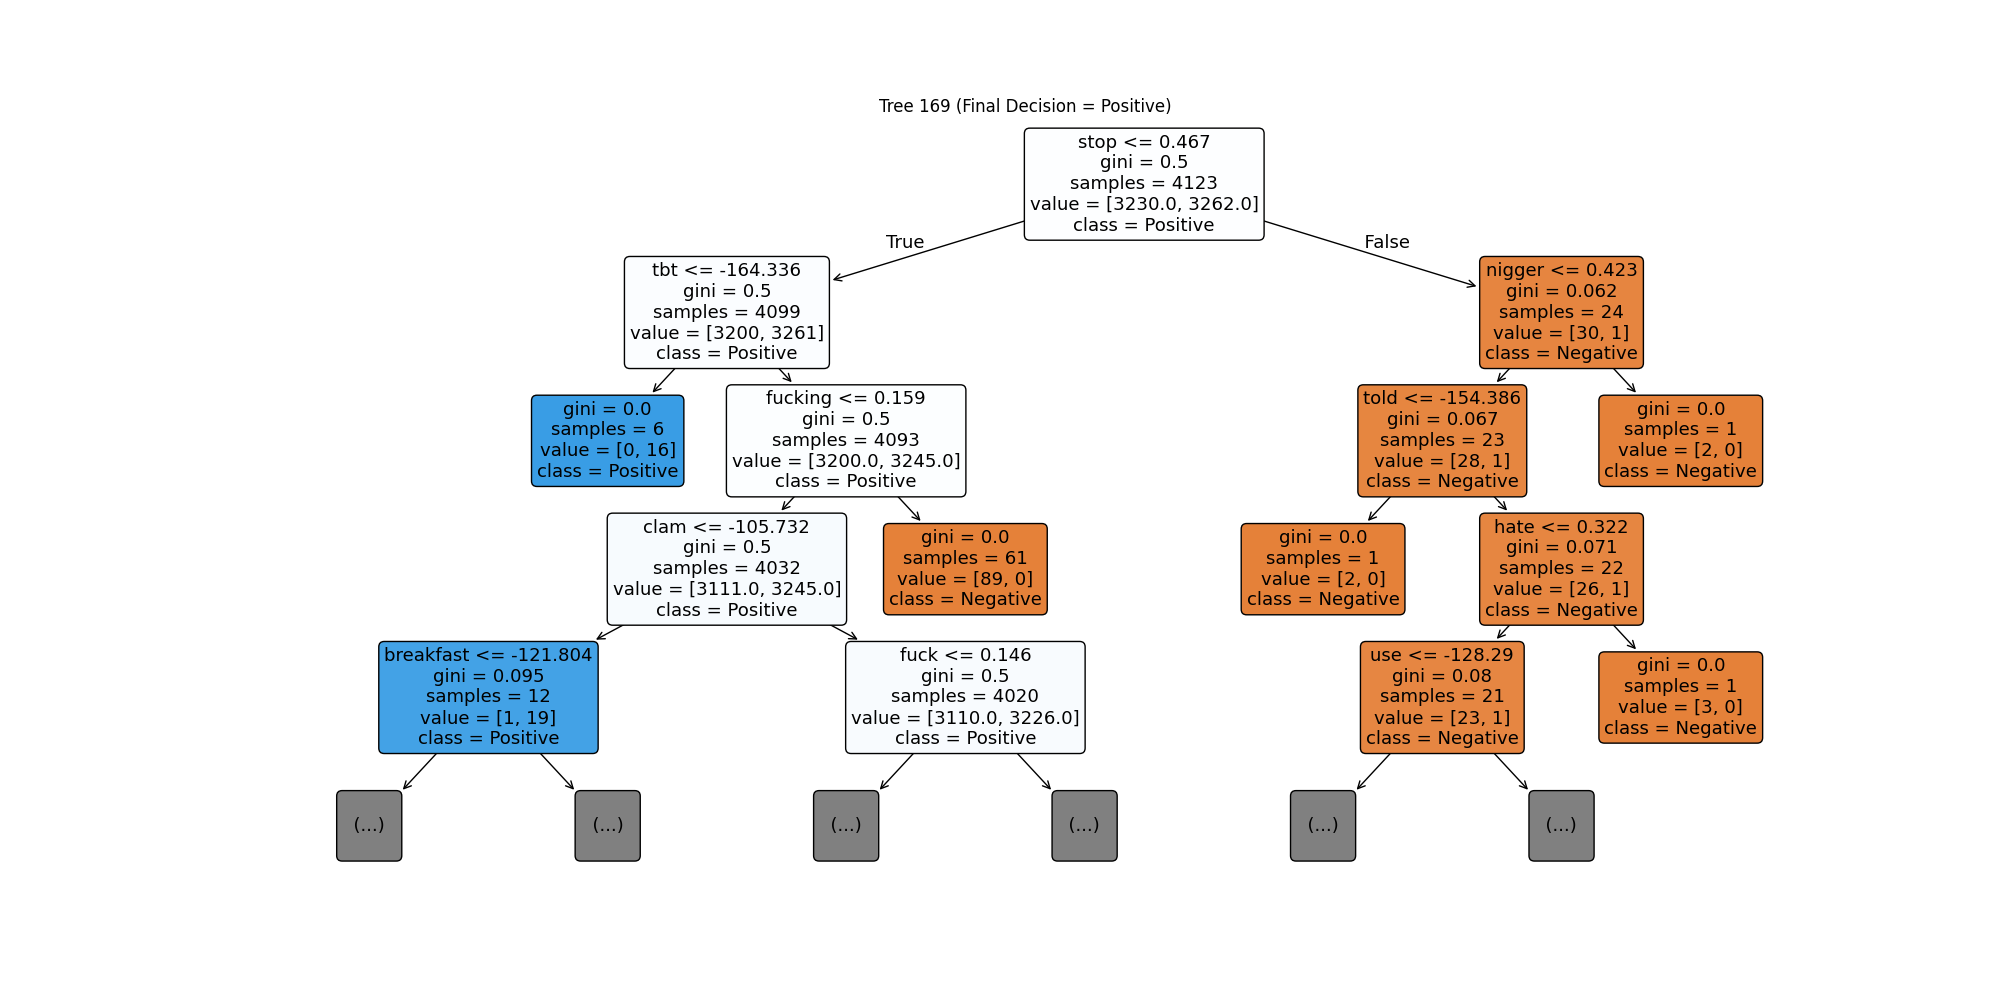 Tree 169 (Final Decision = Positive)
stop <= 0.467
gini = 0.5
samples = 4123
value = [3230.0, 3262.0]
class = Positive
True
False
tbt <= -164.336
gini = 0.5
samples = 4099
value = [3200, 3261]
class = Positive
nigger <= 0.423
gini = 0.062
samples = 24
value = [30, 1]
class = Negative
gini = 0.0
samples = 6
value = [0, 16]
class = Positive
fucking <= 0.159
gini = 0.5
samples = 4093
value = [3200.0, 3245.0]
class = Positive
told <= -154.386
gini = 0.067
samples = 23
value = [28, 1]
class = Negative
gini = 0.0
samples = 1
value = [2, 0]
class = Negative
clam <= -105.732
gini = 0.5
samples = 4032
value = [3111.0, 3245.0]
class = Positive
gini = 0.0
samples = 61
value = [89, 0]
class = Negative
gini = 0.0
samples = 1
value = [2, 0]
class = Negative
hate <= 0.322
gini = 0.071
samples = 22
value = [26, 1]
class = Negative
breakfast <= -121.804
gini = 0.095
samples = 12
value = [1, 19]
class = Positive
fuck <= 0.146
gini = 0.5
samples = 4020
value = [3110.0, 3226.0]
class = Positive
use <= -128.29
gini = 0.08
samples = 21
value = [23, 1]
class = Negative
gini = 0.0
samples = 1
value = [3, 0]
class = Negative
(...)
(...)
(...)
(...)
(...)
(...)